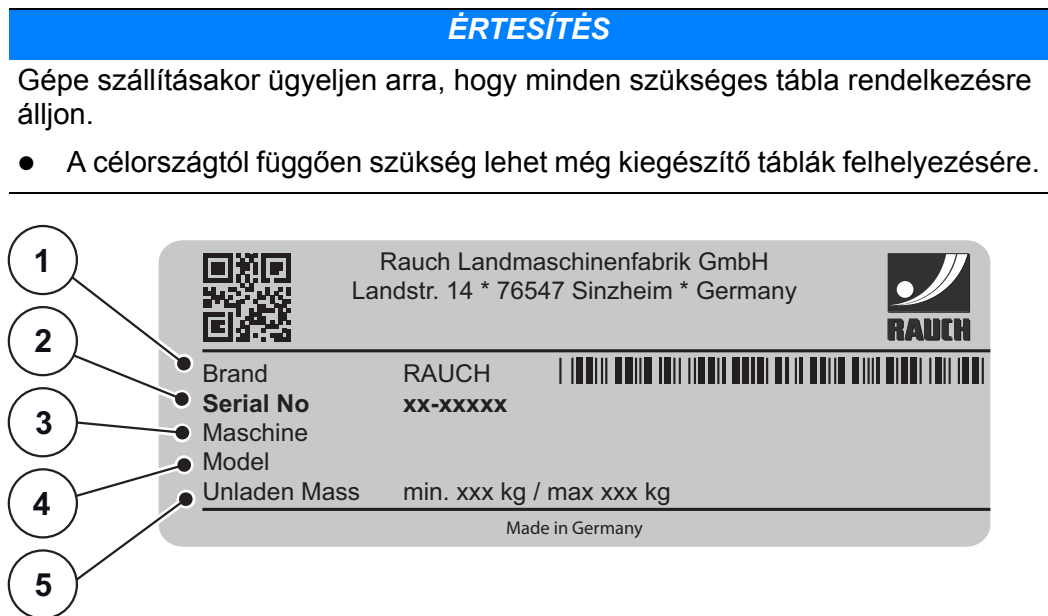 ÉRTESÍTÉS
Gépe szállításakor ügyeljen arra, hogy minden szükséges tábla rendelkezésre
álljon.
● A célországtól függően szükség lehet még kiegészítő táblák felhelyezésére.
Rauch Landmaschinenfabrik GmbH
Landstr. 14 * 76547 Sinzheim * Germany
RAUCH
1 Brand RAUCH
2 Serial No xx-xxxxx
3 Maschine
4 Model
5 Unladen Mass min. xxx kg / max xxx kg
Made in Germany